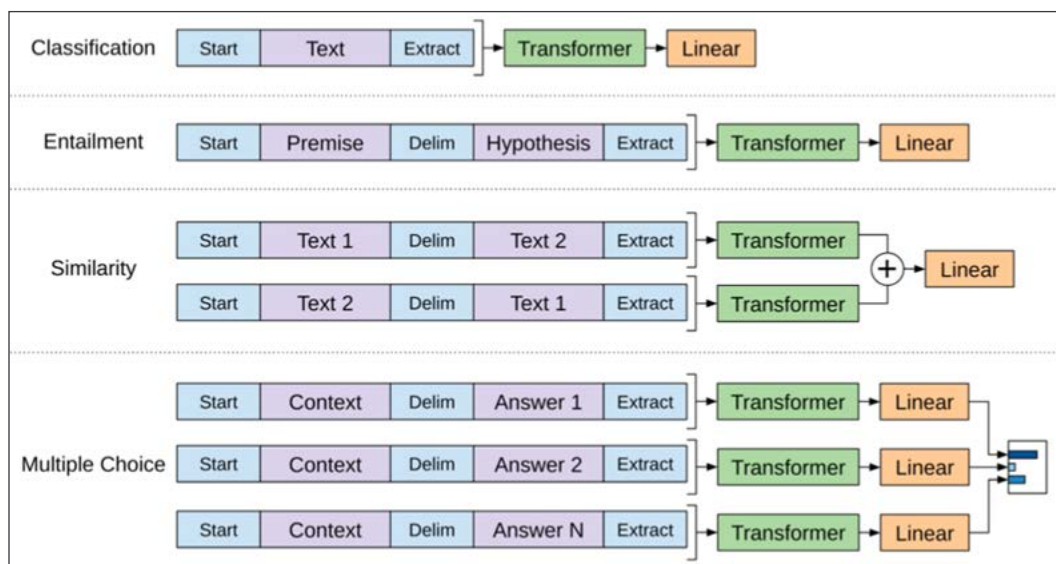 Classification Start Text Extract Transformer Linear
Entailment Start Premise Delim Hypothesis Extract Transformer Linear
Similarity
Start Text 1 Delim Text 2 Extract Transformer
+ Linear
Start Text 2 Delim Text 1 Extract Transformer
Multiple Choice
Start Context Delim Answer 1 Extract Transformer Linear
Start Context Delim Answer 2 Extract Transformer Linear
Start Context Delim Answer N Extract Transformer Linear